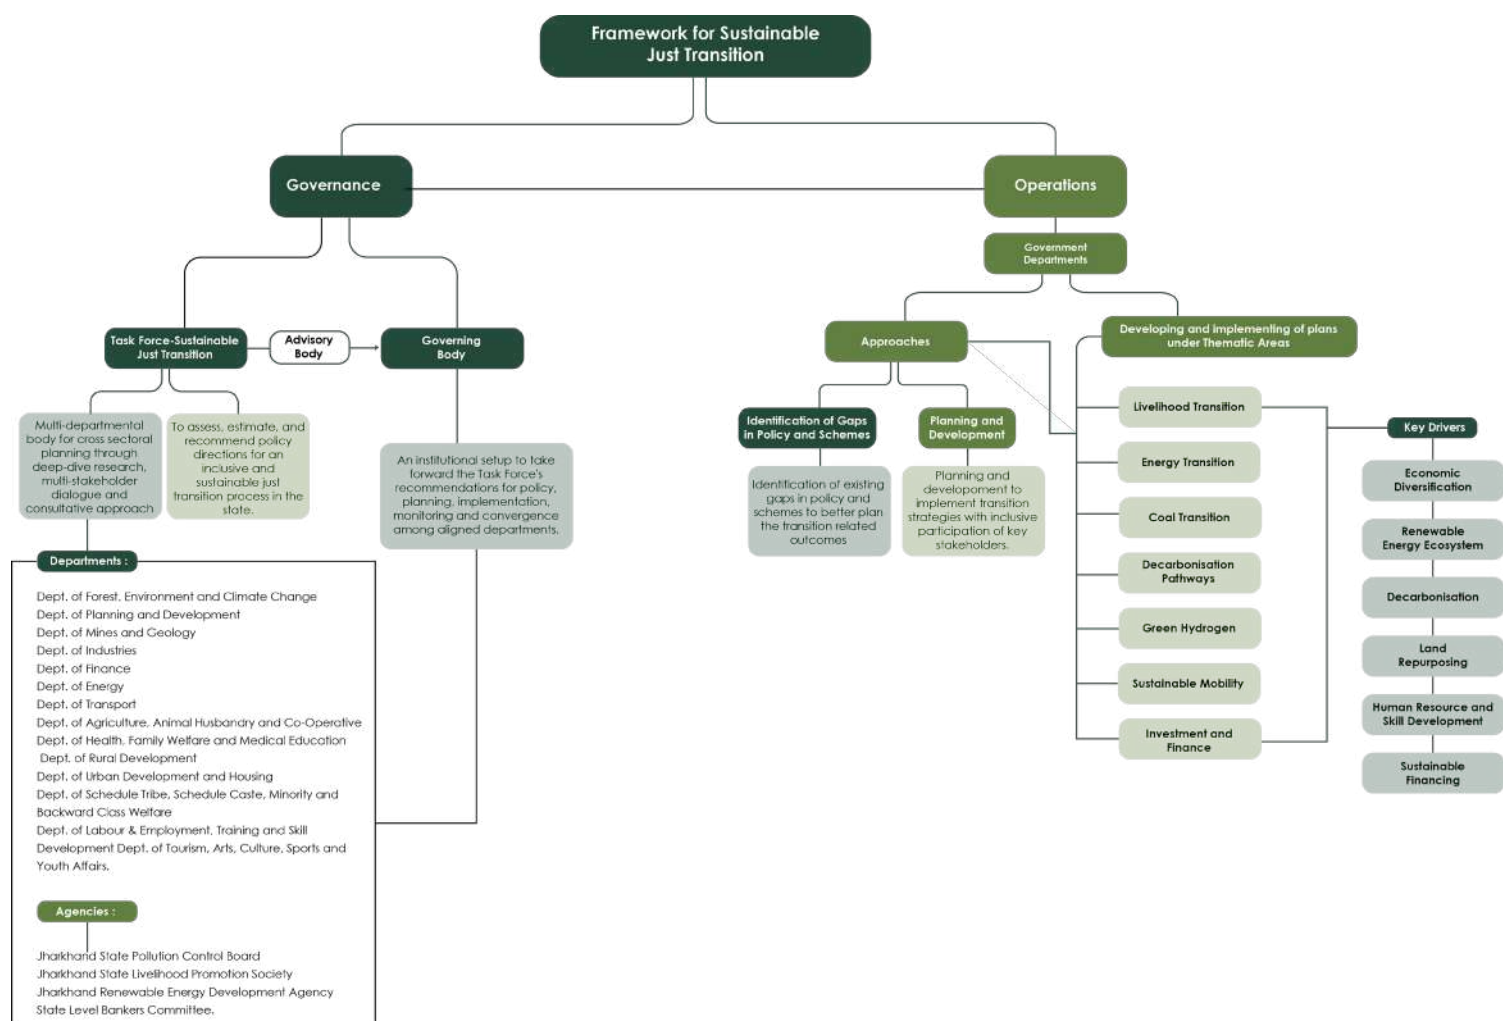 Framework for Sustainable
Just Transition
Governance
Operations
Government
Departments
Task Force-Sustainable
Just Transition
Advisory
Body
Governing
Body
Approaches
Developing and implementing of plans
under Thematic Areas
Multi-departmental
body for cross sectoral
planning through
deep-dive research,
multi-stakeholder
dialogue and
consultative approach
To assess, estimate, and
recommend policy
directions for an
inclusive and
sustainable just
transition process in the
state.
An institutional setup to take
forward the Task Force's
recommendations for policy,
planning, implementation,
monitoring and convergence
among aligned departments.
Identification of Gaps
in Policy and Schemes
Planning and
Development
Identification of existing
gaps in policy and
schemes to better plan
the transition related
outcomes
Planning and
developoment to
implement transition
strategies with inclusive
participation of key
stakeholders.
Livelihood Transition
Energy Transition
Coal Transition
Decarbonisation
Pathways
Green Hydrogen
Sustainable Mobility
Investment and
Finance
Key Drivers
Economic
Diversification
Renewable
Energy Ecosystem
Decarbonisation
Land
Repurposing
Human Resource and
Skill Development
Sustainable
Financing
Departments :
Dept. of Forest, Environment and Climate Change
Dept. of Planning and Development
Dept. of Mines and Geology
Dept. of Industries
Dept. of Finance
Dept. of Energy
Dept. of Transport
Dept. of Agriculture, Animal Husbandry and Co-Operative
Dept. of Health, Family Welfare and Medical Education
Dept. of Rural Development
Dept. of Urban Development and Housing
Dept. of Schedule Tribe, Schedule Caste, Minority and
Backward Class Welfare
Dept. of Labour & Employment, Training and Skill
Development Dept. of Tourism, Arts, Culture, Sports and
Youth Affairs.
Agencies :
Jharkhand State Pollution Control Board
Jharkhand State Livelihood Promotion Society
Jharkhand Renewable Energy Development Agency
State Level Bankers Committee.